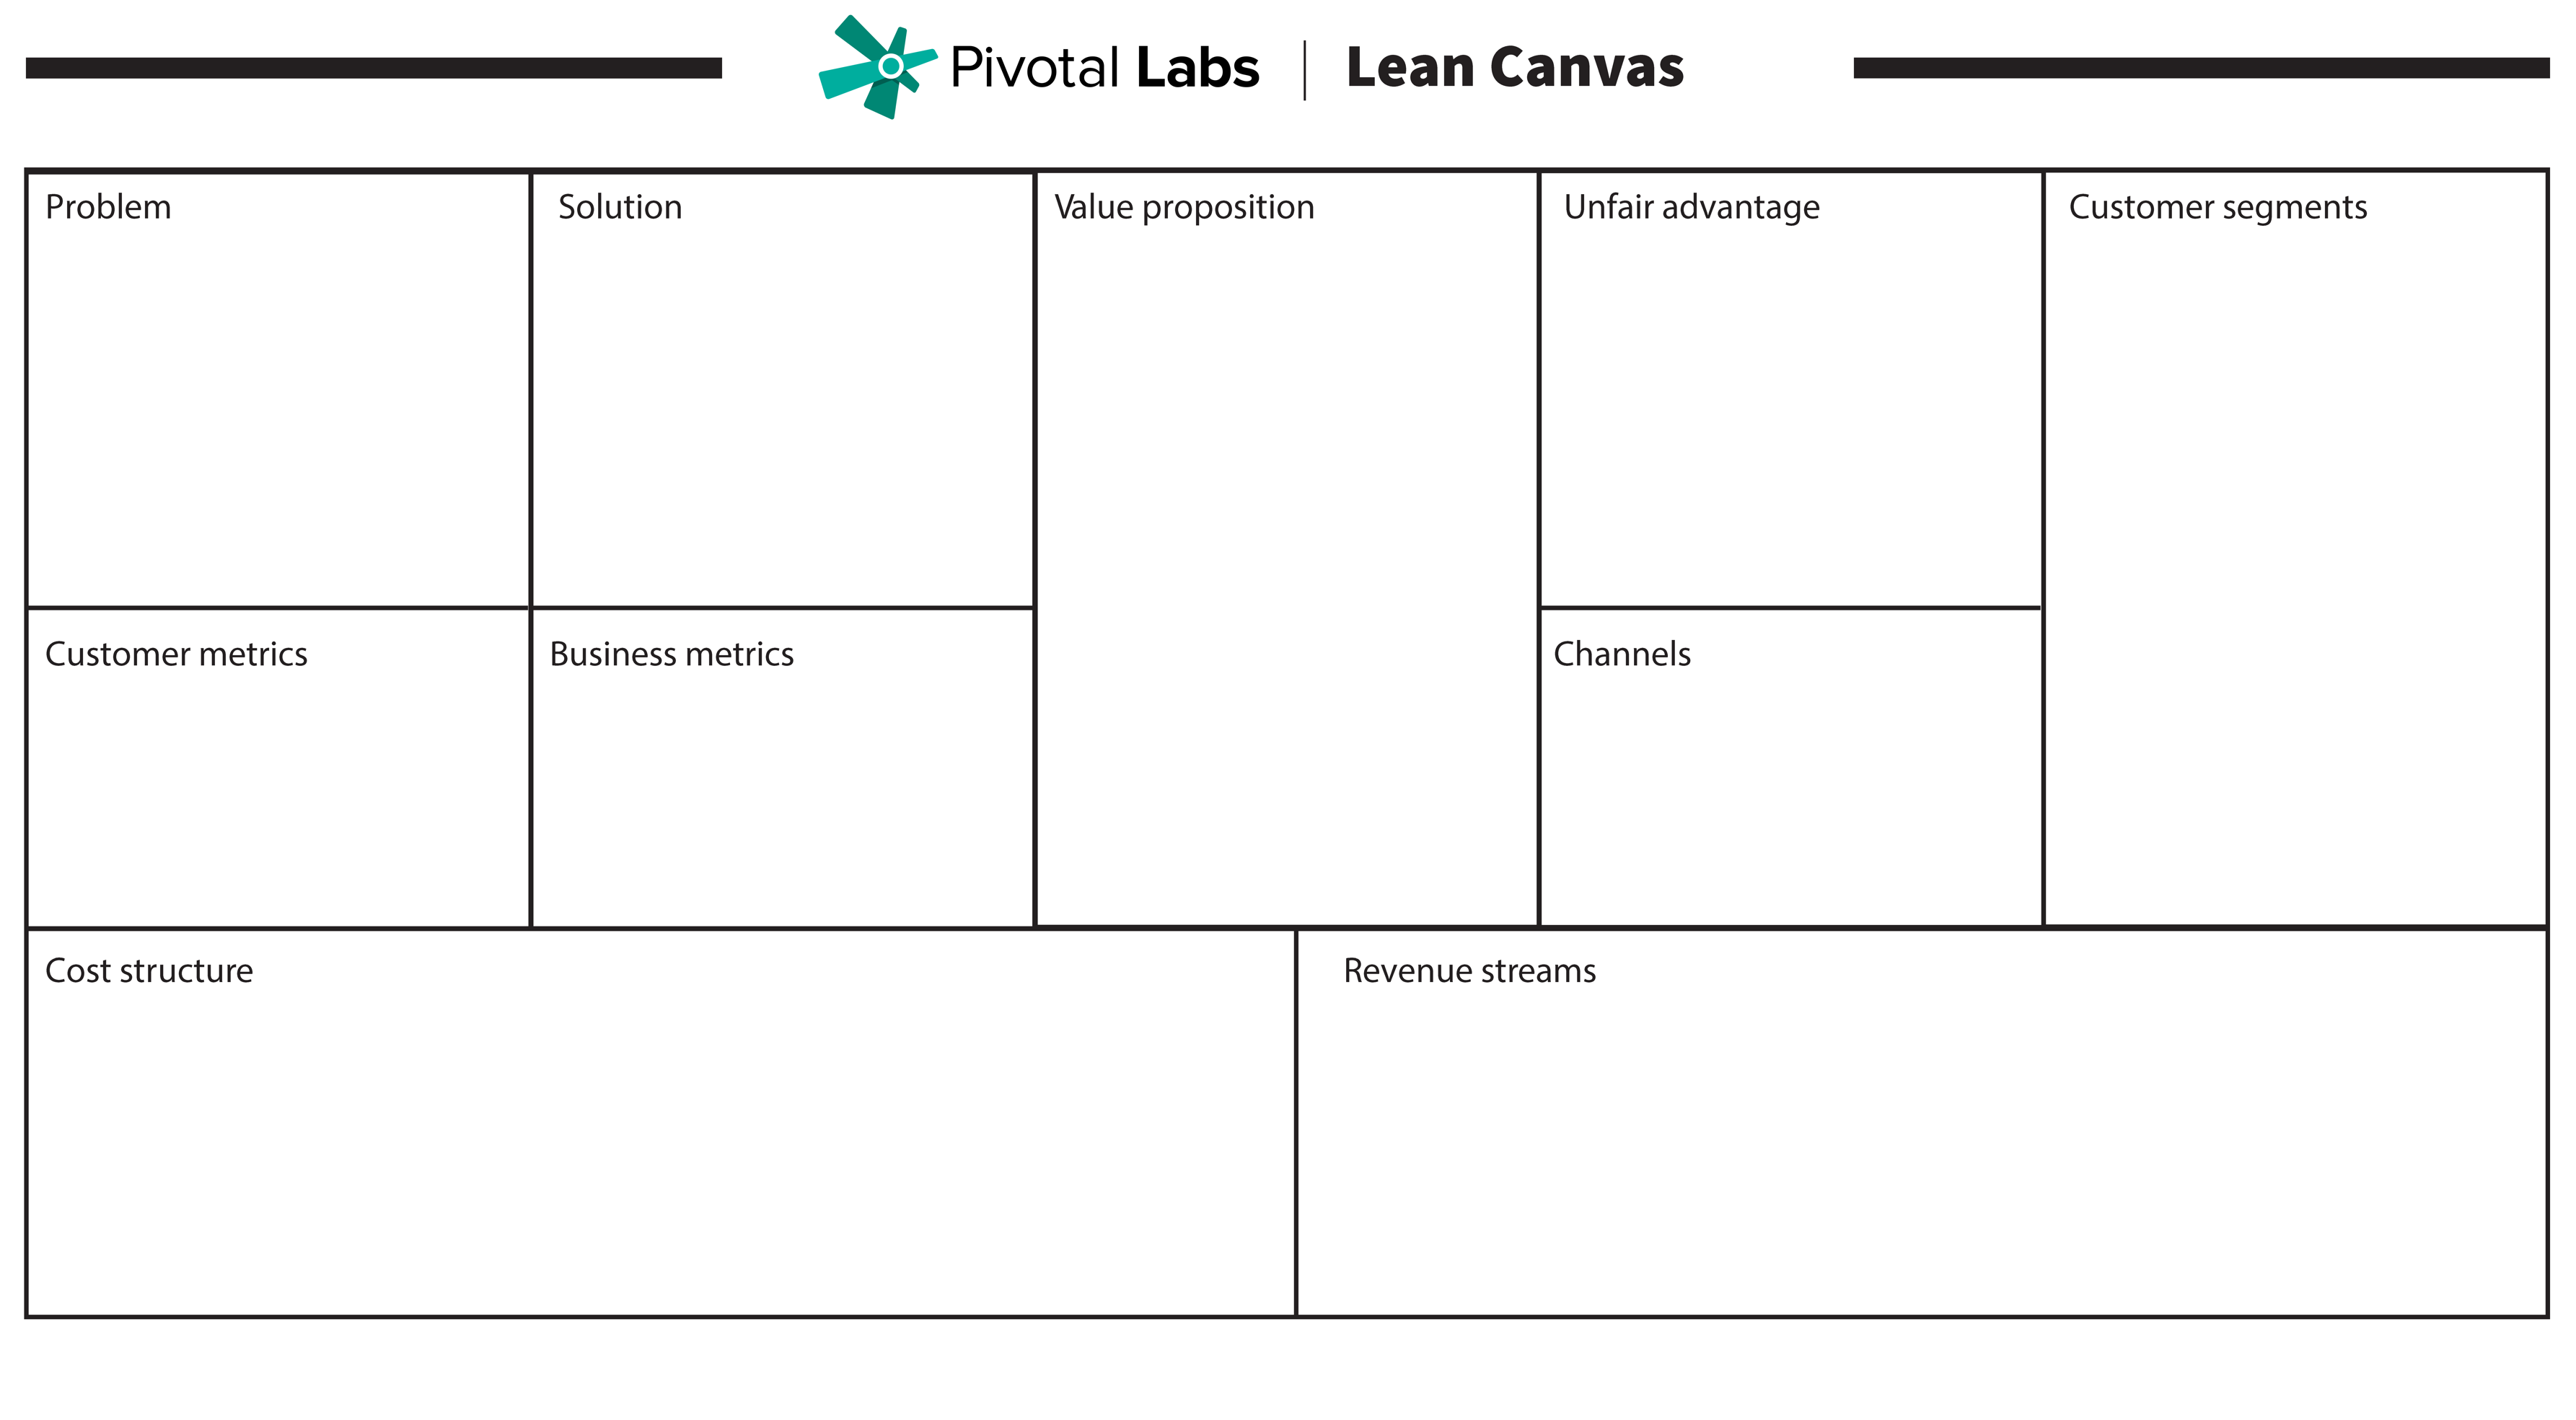 Pivotal Labs | Lean Canvas
Problem
Solution
Value proposition
Unfair advantage
Customer segments
Customer metrics
Business metrics
Channels
Cost structure
Revenue streams